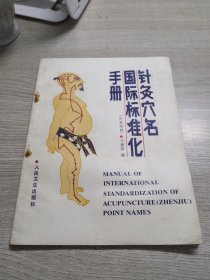 针灸穴名
国际标准化
手册
人民卫生出版社
MANUAL OF
INTERNATIONAL
STANDARDIZATION OF
ACUPUNCTURE (ZHENJIU)
POINT NAMES